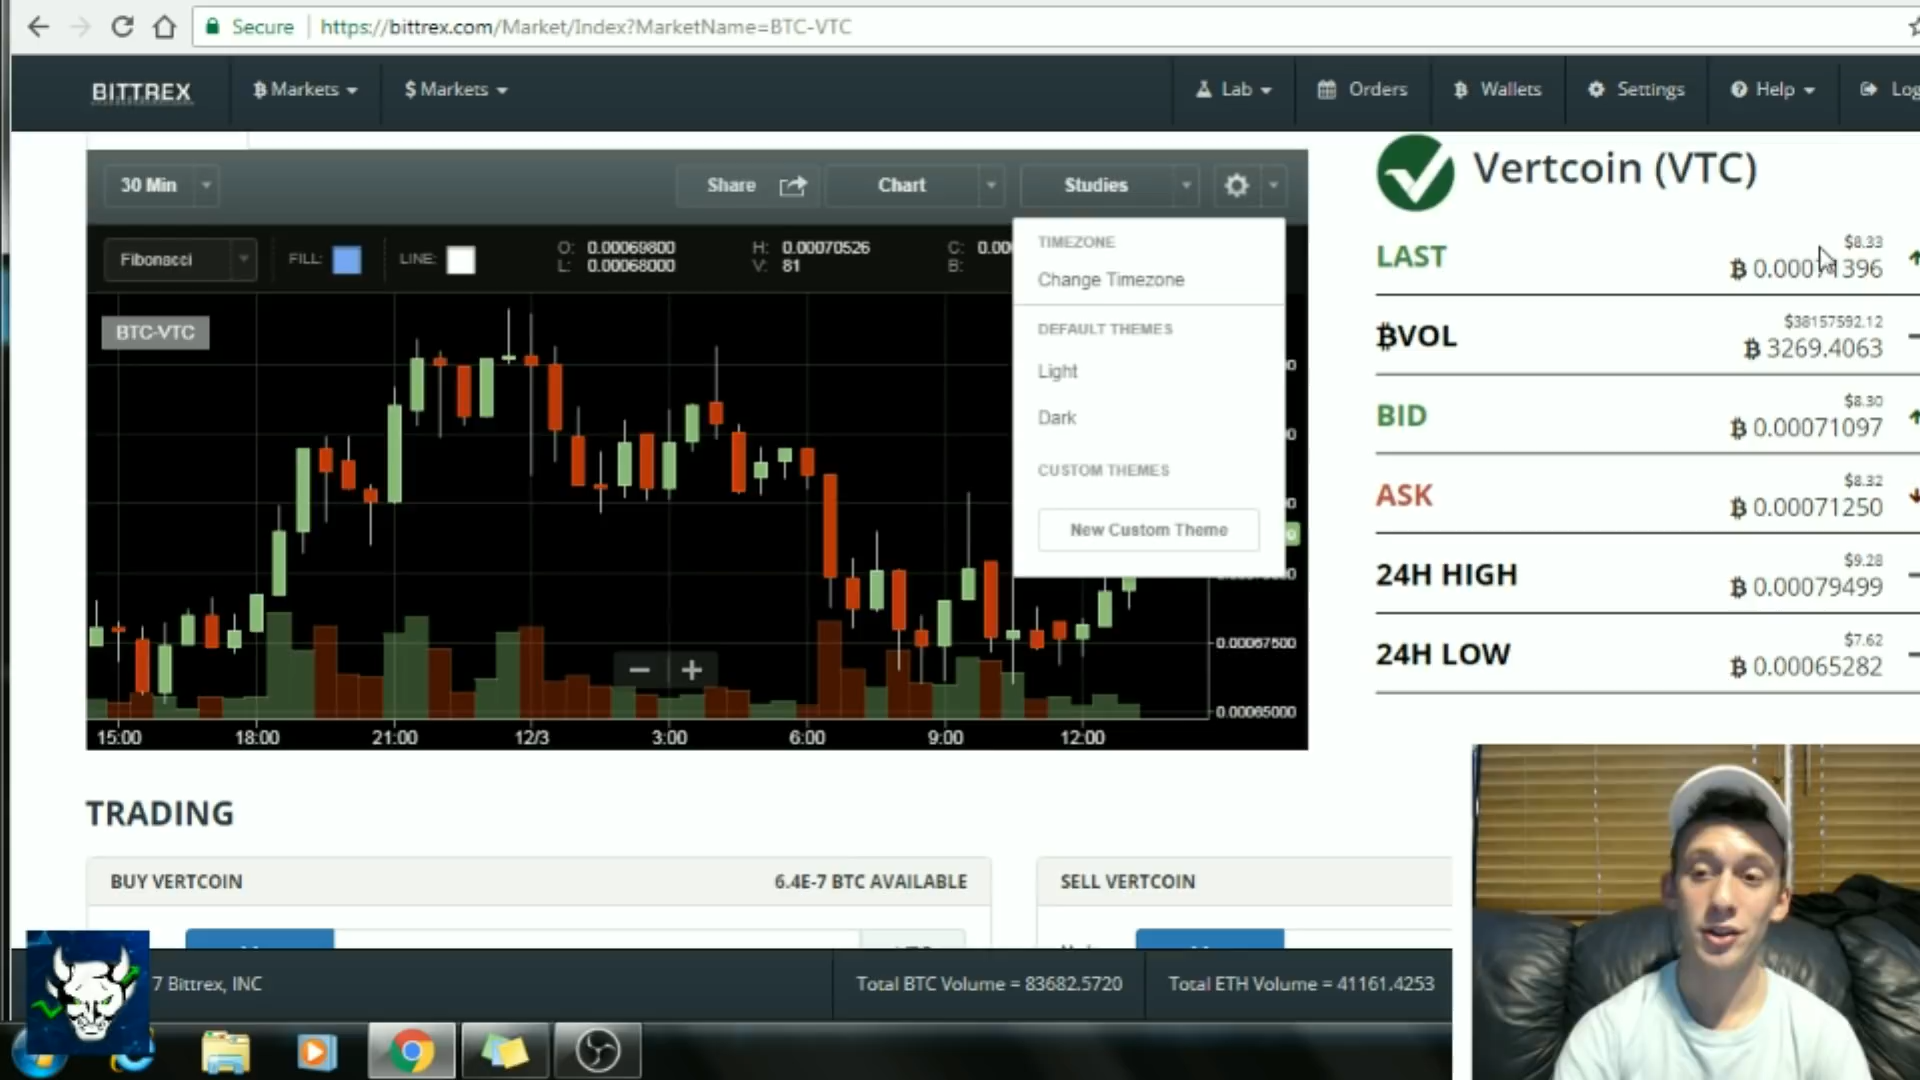 Secure
https://bittrex.com/Market/Index?MarketName=BTC-VTC
BITTREX
Markets
$ Markets
Lab
Orders
Wallets
Settings
Help
30 Min
Share
Chart
Studies
Fibonacci
FILL:
LINE:
O: 0.00069800
H: 0.00070526
C: 0.00
L: 0.00068000
V: 81
B:
BTC-VTC
TIMEZONE
Change Timezone
DEFAULT THEMES
Light
Dark
CUSTOM THEMES
New Custom Theme
0.00067500
0.00065000
15:00
18:00
21:00
12/3
3:00
6:00
9:00
12:00
Vertcoin (VTC)
$8.33
LAST
$38157592.12
฿VOL
฿ 3269.4063
$8.30
BID
฿ 0.00071097
$8.32
ASK
฿ 0.00071250
$9.28
24H HIGH
฿ 0.00079499
$7.62
24H LOW
฿ 0.00065282
TRADING
BUY VERTCOIN
6.4E-7 BTC AVAILABLE
SELL VERTCOIN
7 Bittrex, INC
Total BTC Volume = 83682.5720
Total ETH Volume = 41161.4253